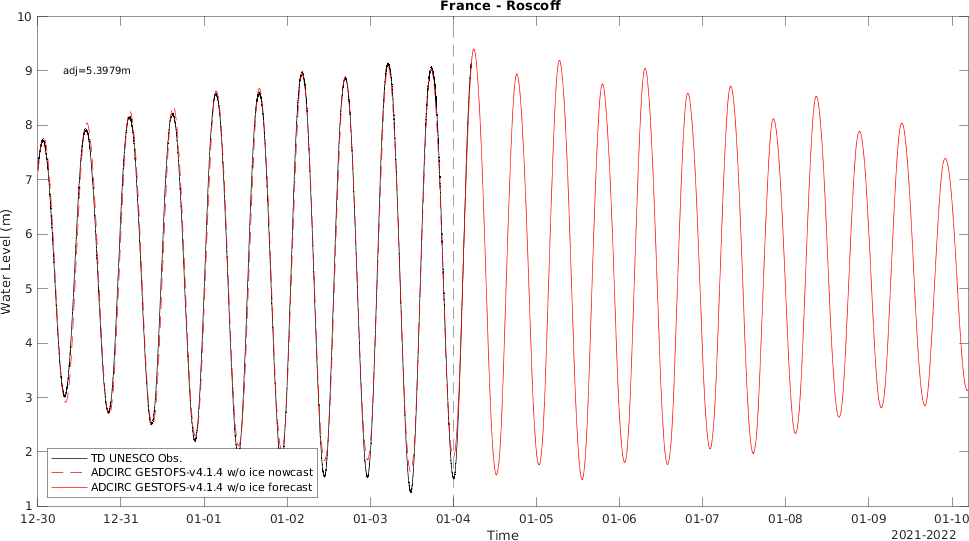 France - Roscoff
adj=5.3979m
Water Level (m)
10
9
8
7
6
5
4
3
2
1
TD UNESCO Obs.
ADCIRC GESTOFS-v4.1.4 w/o ice nowcast
ADCIRC GESTOFS-v4.1.4 w/o ice forecast
12-30 12-31 01-01 01-02 01-03 01-04 01-05 01-06 01-07 01-08 01-09 01-10
Time
2021-2022